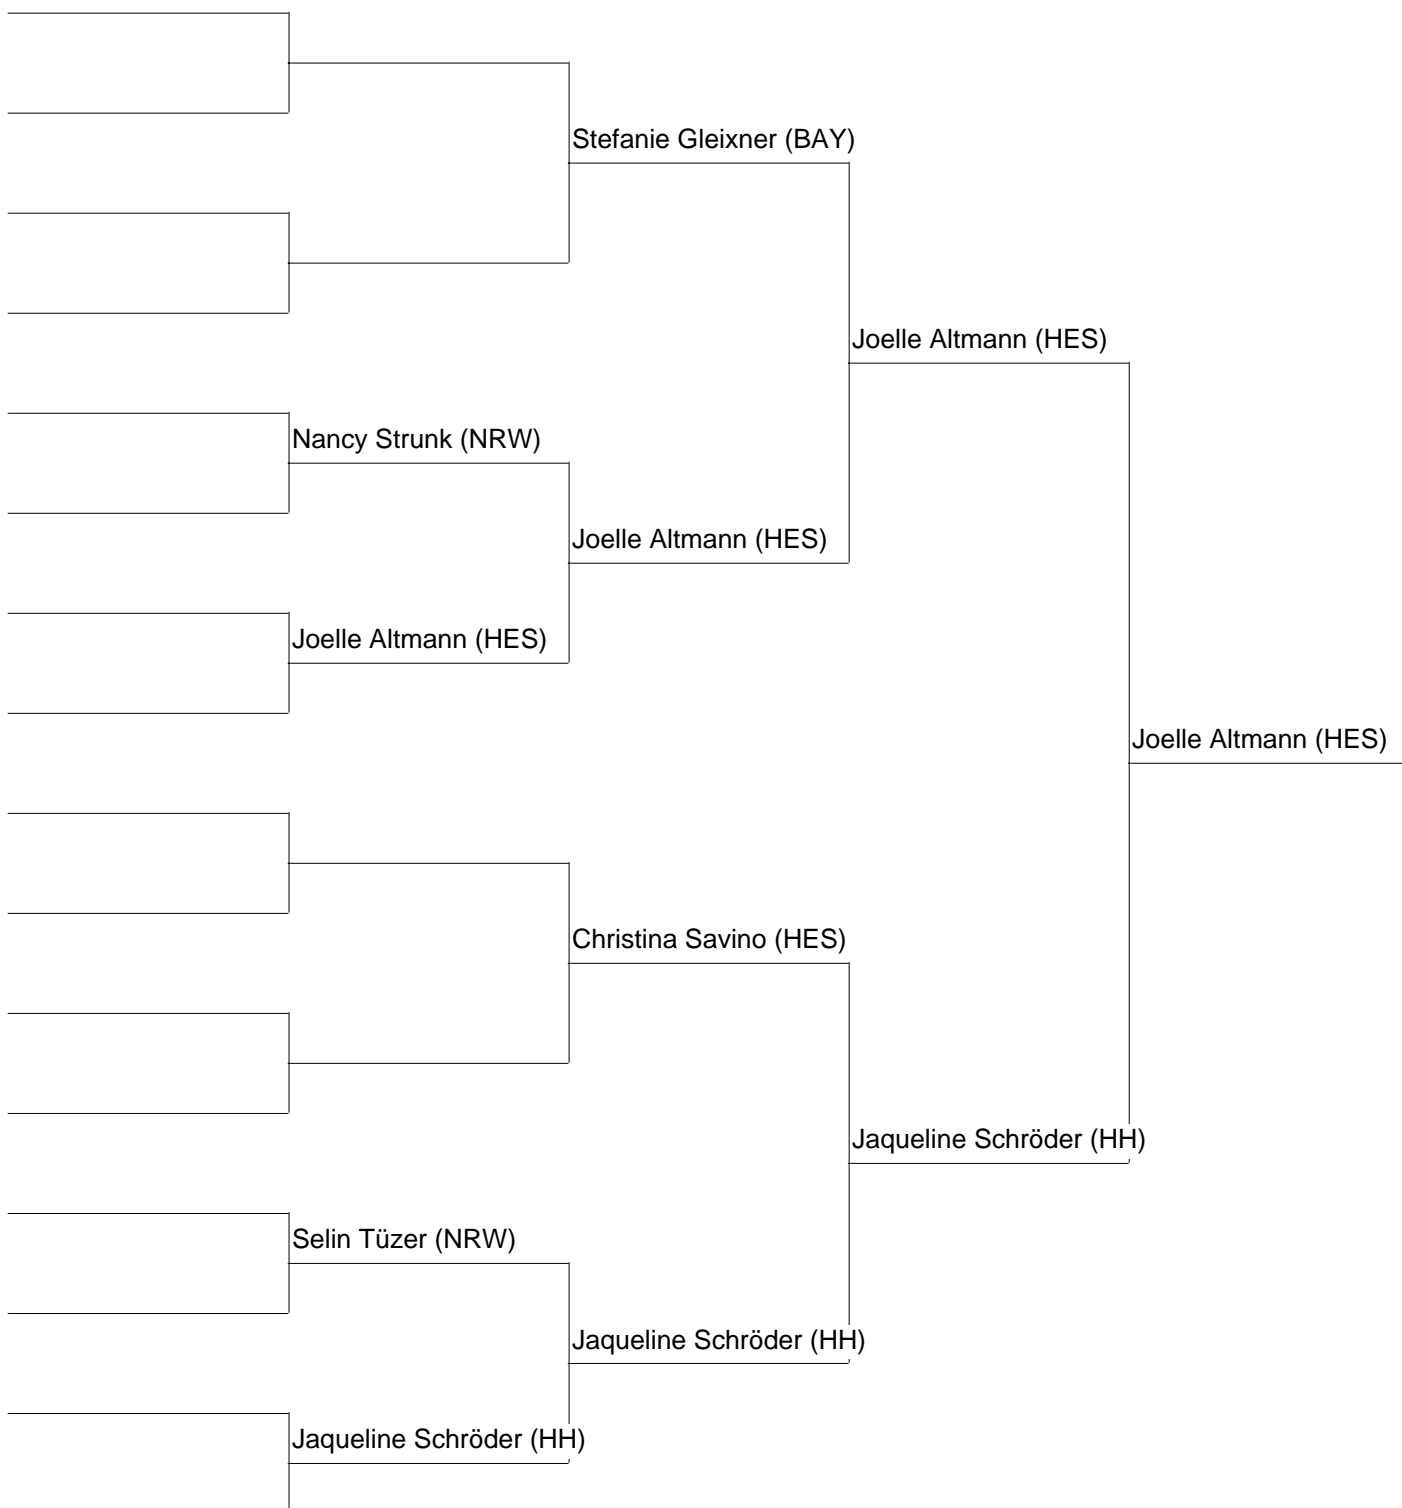 Stefanie Gleixner (BAY)
Joelle Altmann (HES)
Nancy Strunk (NRW)
Joelle Altmann (HES)
Joelle Altmann (HES)
Joelle Altmann (HES)
Christina Savino (HES)
Jaqueline Schröder (HH)
Selin Tüzer (NRW)
Jaqueline Schröder (HH)
Jaqueline Schröder (HH)